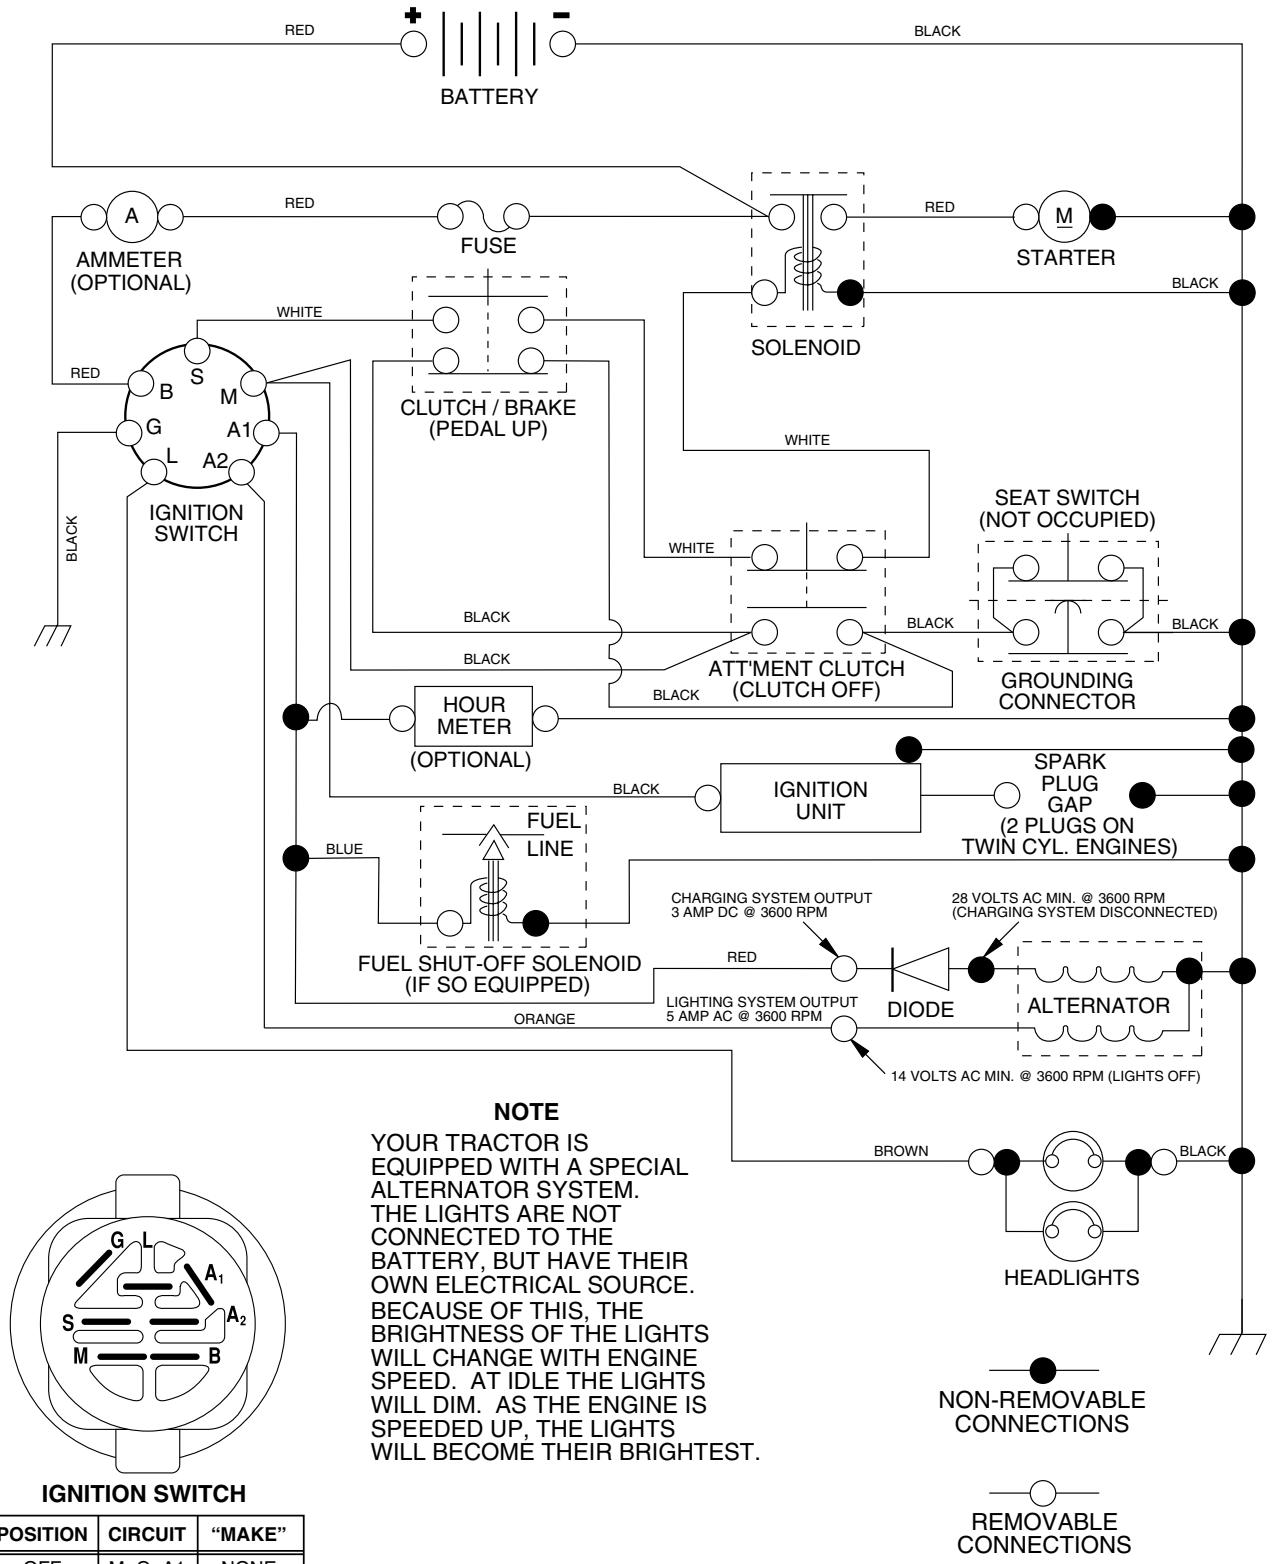 + -
RED
BLACK
BATTERY
A
RED
RED
M
AMMETER
(OPTIONAL)
FUSE
STARTER
BLACK
WHITE
SOLENOID
RED
S
B
M
CLUTCH / BRAKE
(PEDAL UP)
G
A1
WHITE
L
A2
IGNITION
SWITCH
BLACK
SEAT SWITCH
(NOT OCCUPIED)
WHITE
BLACK
BLACK
BLACK
BLACK
ATT'MENT CLUTCH
(CLUTCH OFF)
BLACK
GROUNDING
CONNECTOR
HOUR
METER
(OPTIONAL)
BLACK
IGNITION
UNIT
SPARK
PLUG
GAP
(2 PLUGS ON
TWIN CYL. ENGINES)
FUEL
LINE
BLUE
CHARGING SYSTEM OUTPUT
3 AMP DC @ 3600 RPM
28 VOLTS AC MIN. @ 3600 RPM
(CHARGING SYSTEM DISCONNECTED)
FUEL SHUT-OFF SOLENOID
(IF SO EQUIPPED)
RED
LIGHTING SYSTEM OUTPUT
5 AMP AC @ 3600 RPM
DIODE
ALTERNATOR
ORANGE
14 VOLTS AC MIN. @ 3600 RPM (LIGHTS OFF)
NOTE
YOUR TRACTOR IS
EQUIPPED WITH A SPECIAL
ALTERNATOR SYSTEM.
THE LIGHTS ARE NOT
CONNECTED TO THE
BATTERY, BUT HAVE THEIR
OWN ELECTRICAL SOURCE.
BECAUSE OF THIS, THE
BRIGHTNESS OF THE LIGHTS
WILL CHANGE WITH ENGINE
SPEED. AT IDLE THE LIGHTS
WILL DIM. AS THE ENGINE IS
SPEEDED UP, THE LIGHTS
WILL BECOME THEIR BRIGHTEST.
BROWN
BLACK
HEADLIGHTS
G
L
A1
S
A2
M
B
IGNITION SWITCH
NON-REMOVABLE
CONNECTIONS
REMOVABLE
CONNECTIONS
POSITION CIRCUIT “MAKE”
OFF M+G+A1 NONE